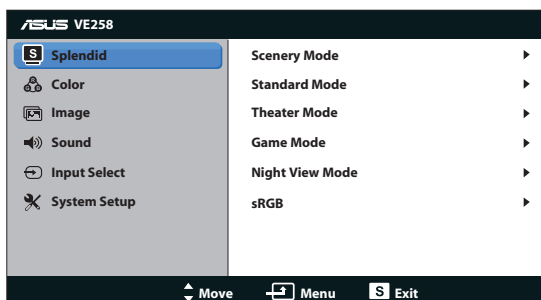 ASUS VE258
S Splendid
Color
Image
Sound
Input Select
System Setup
Scenery Mode
Standard Mode
Theater Mode
Game Mode
Night View Mode
sRGB
Move Menu S Exit